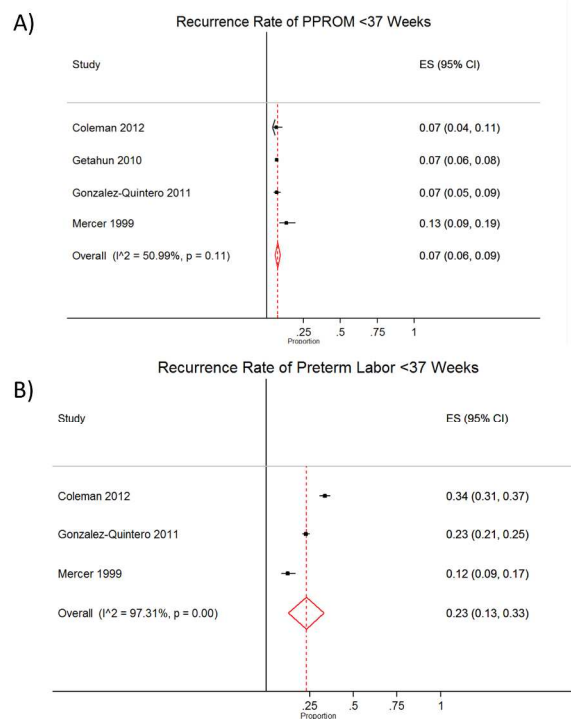 A)
Recurrence Rate of PPROM <37 Weeks
Study ES (95% CI)
Coleman 2012 0.07 (0.04, 0.11)
Getahun 2010 0.07 (0.06, 0.08)
Gonzalez-Quintero 2011 0.07 (0.05, 0.09)
Mercer 1999 0.13 (0.09, 0.19)
Overall (I^2 = 50.99%, p = 0.11) 0.07 (0.06, 0.09)
.25 .5 .75 1
Proportion
B)
Recurrence Rate of Preterm Labor <37 Weeks
Study ES (95% CI)
Coleman 2012 0.34 (0.31, 0.37)
Gonzalez-Quintero 2011 0.23 (0.21, 0.25)
Mercer 1999 0.12 (0.09, 0.17)
Overall (I^2 = 97.31%, p = 0.00) 0.23 (0.13, 0.33)
.25 .5 .75 1
Proportion